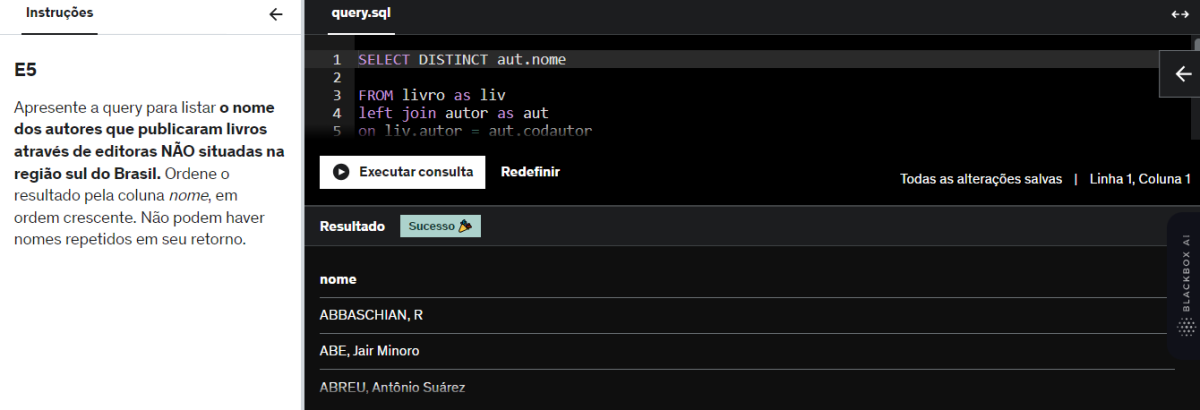 Instruções
E5
Apresente a query para listar o nome
dos autores que publicaram livros
através de editoras NÃO situadas na
região sul do Brasil. Ordene o
resultado pela coluna nome, em
ordem crescente. Não podem haver
nomes repetidos em seu retorno.
query.sql
1 SELECT DISTINCT aut.nome
2
3 FROM livro as liv
4 left join autor as aut
5 on liv.autor = aut.codautor
Executar consulta Redefinir
Todas as alterações salvas | Linha 1, Coluna 1
Resultado Sucesso
nome
ABBASCHIAN, R
ABE, Jair Minoro
ABREU, Antônio Suárez
BLACKBOX AI